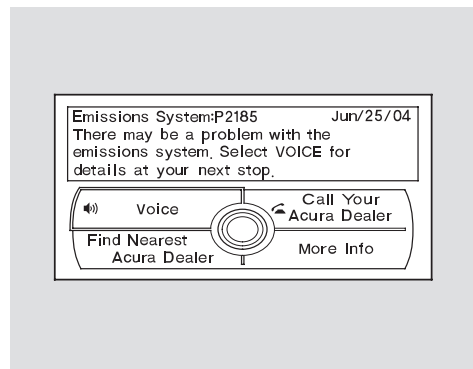 Emissions System:P2185 Jun/25/04
There may be a problem with the
emissions system. Select VOICE for
details at your next stop.
Voice
Call Your
Acura Dealer
Find Nearest
Acura Dealer
More Info